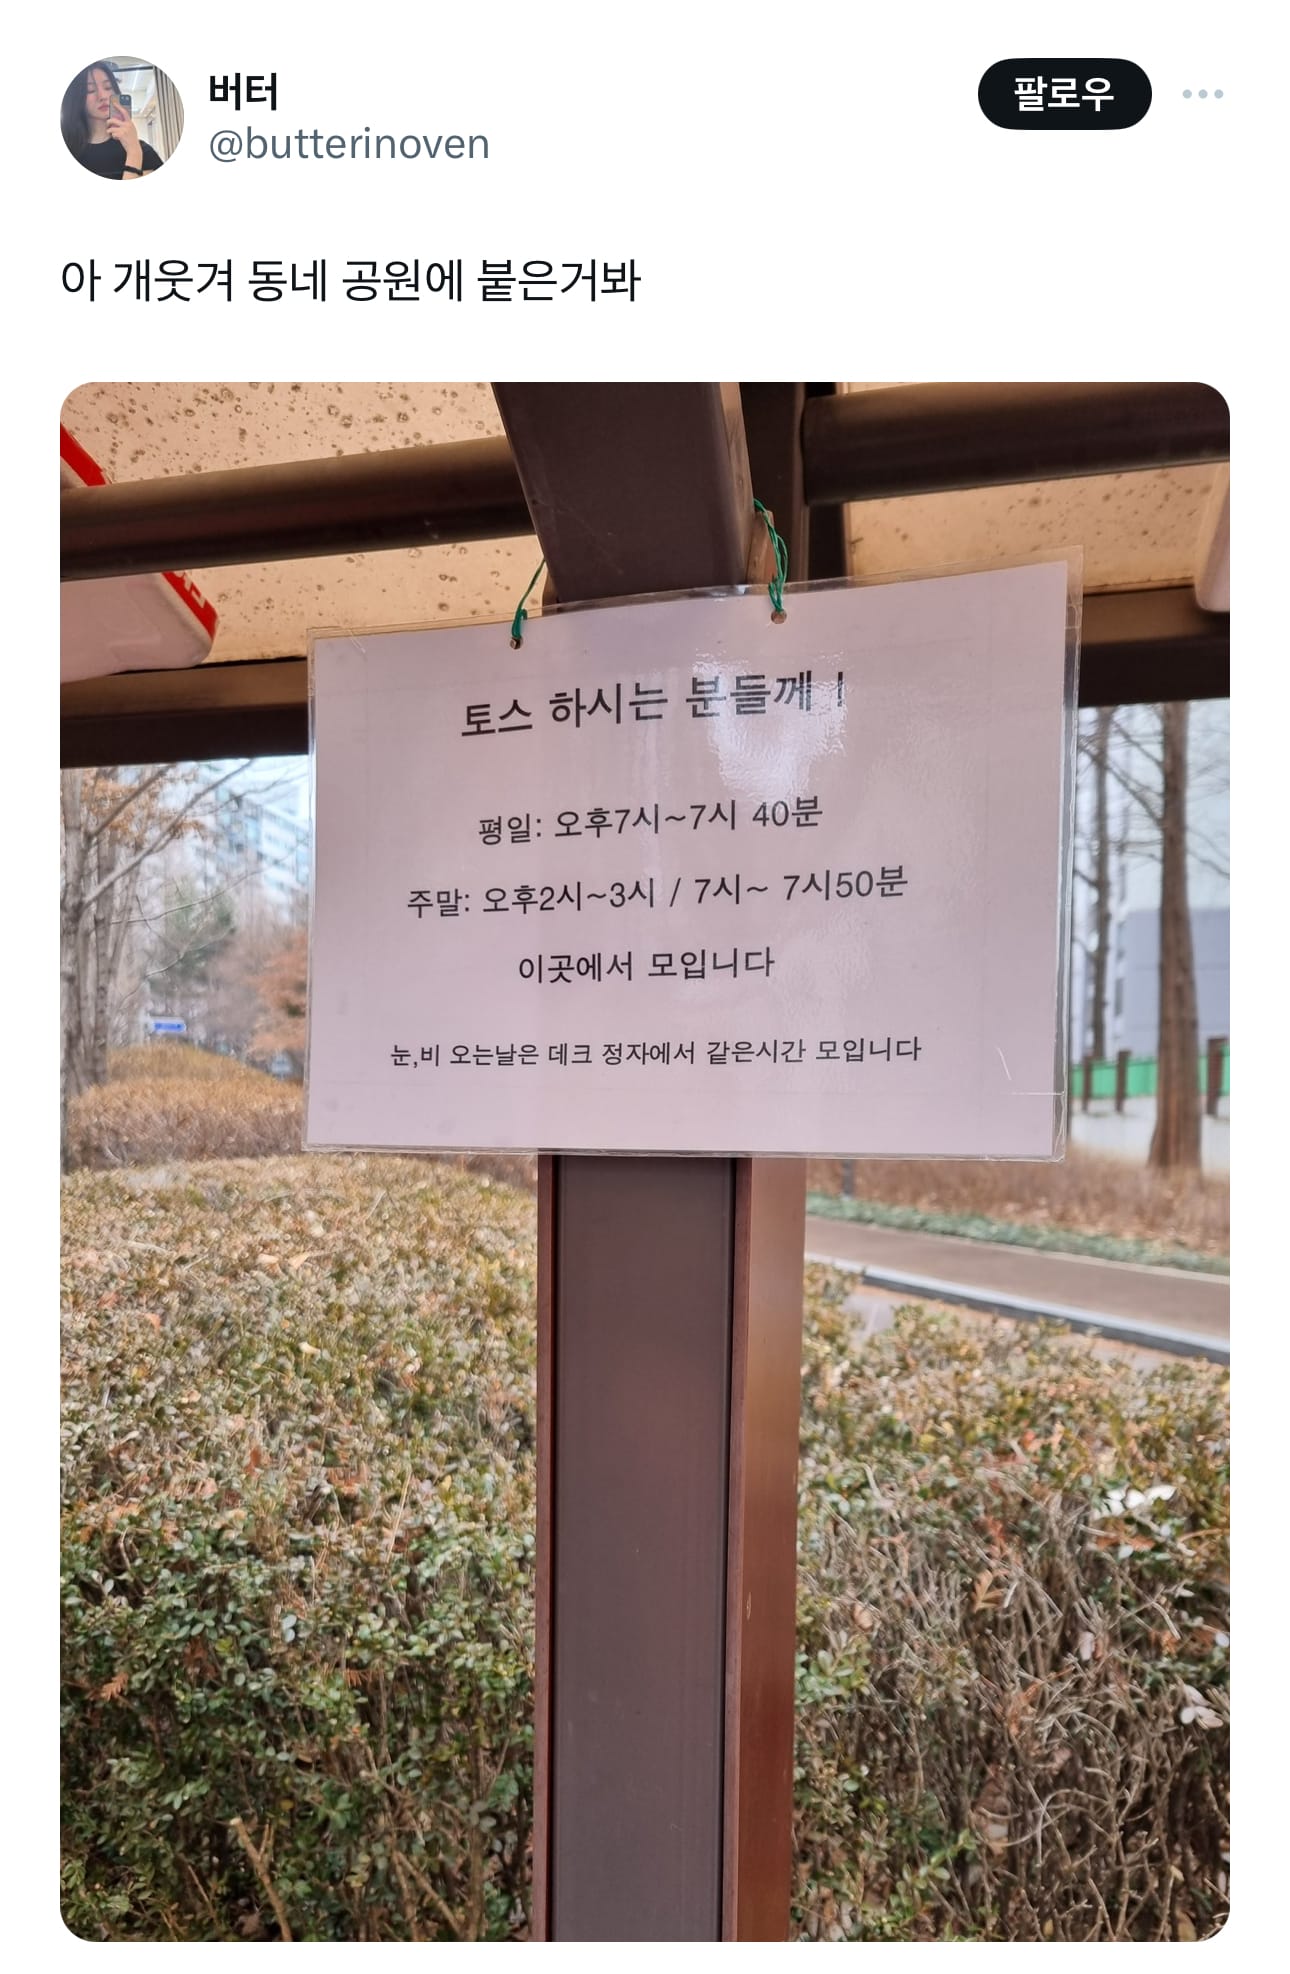 버터
@butterinoven
팔로우
아 개웃겨 동네 공원에 붙은거봐
토스 하시는 분들께 !
평일: 오후7시~7시 40분
주말: 오후2시~3시 / 7시~ 7시50분
이곳에서 모입니다
눈,비 오는날은 데크 정자에서 같은시간 모입니다